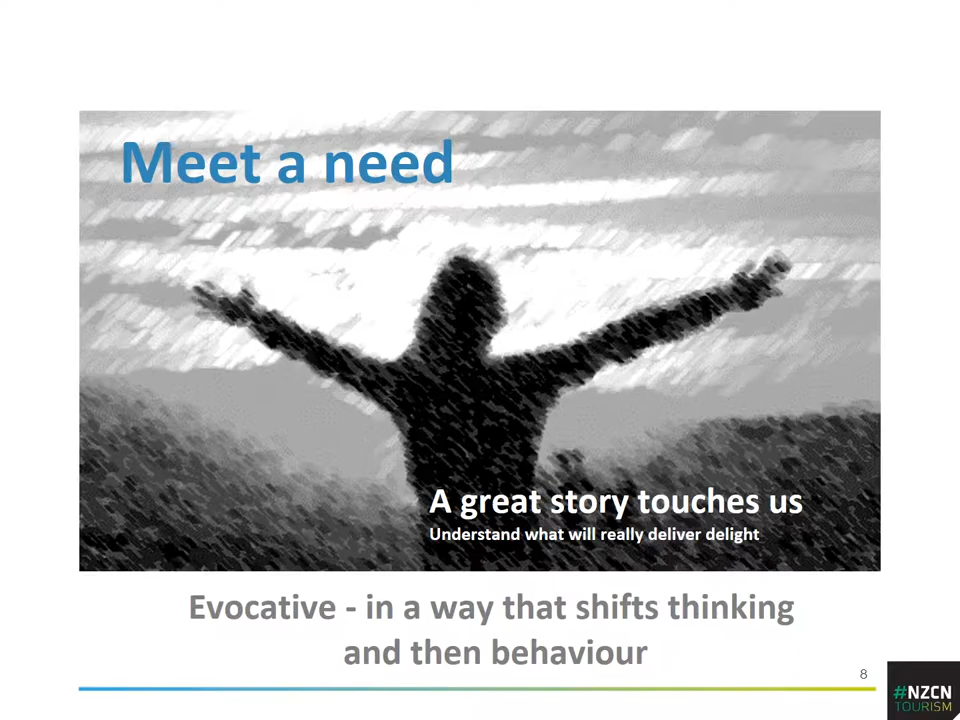 Meet a need
A great story touches us
Understand what will really deliver delight
Evocative - in a way that shifts thinking
and then behaviour
8
#NZCN
TOURISM